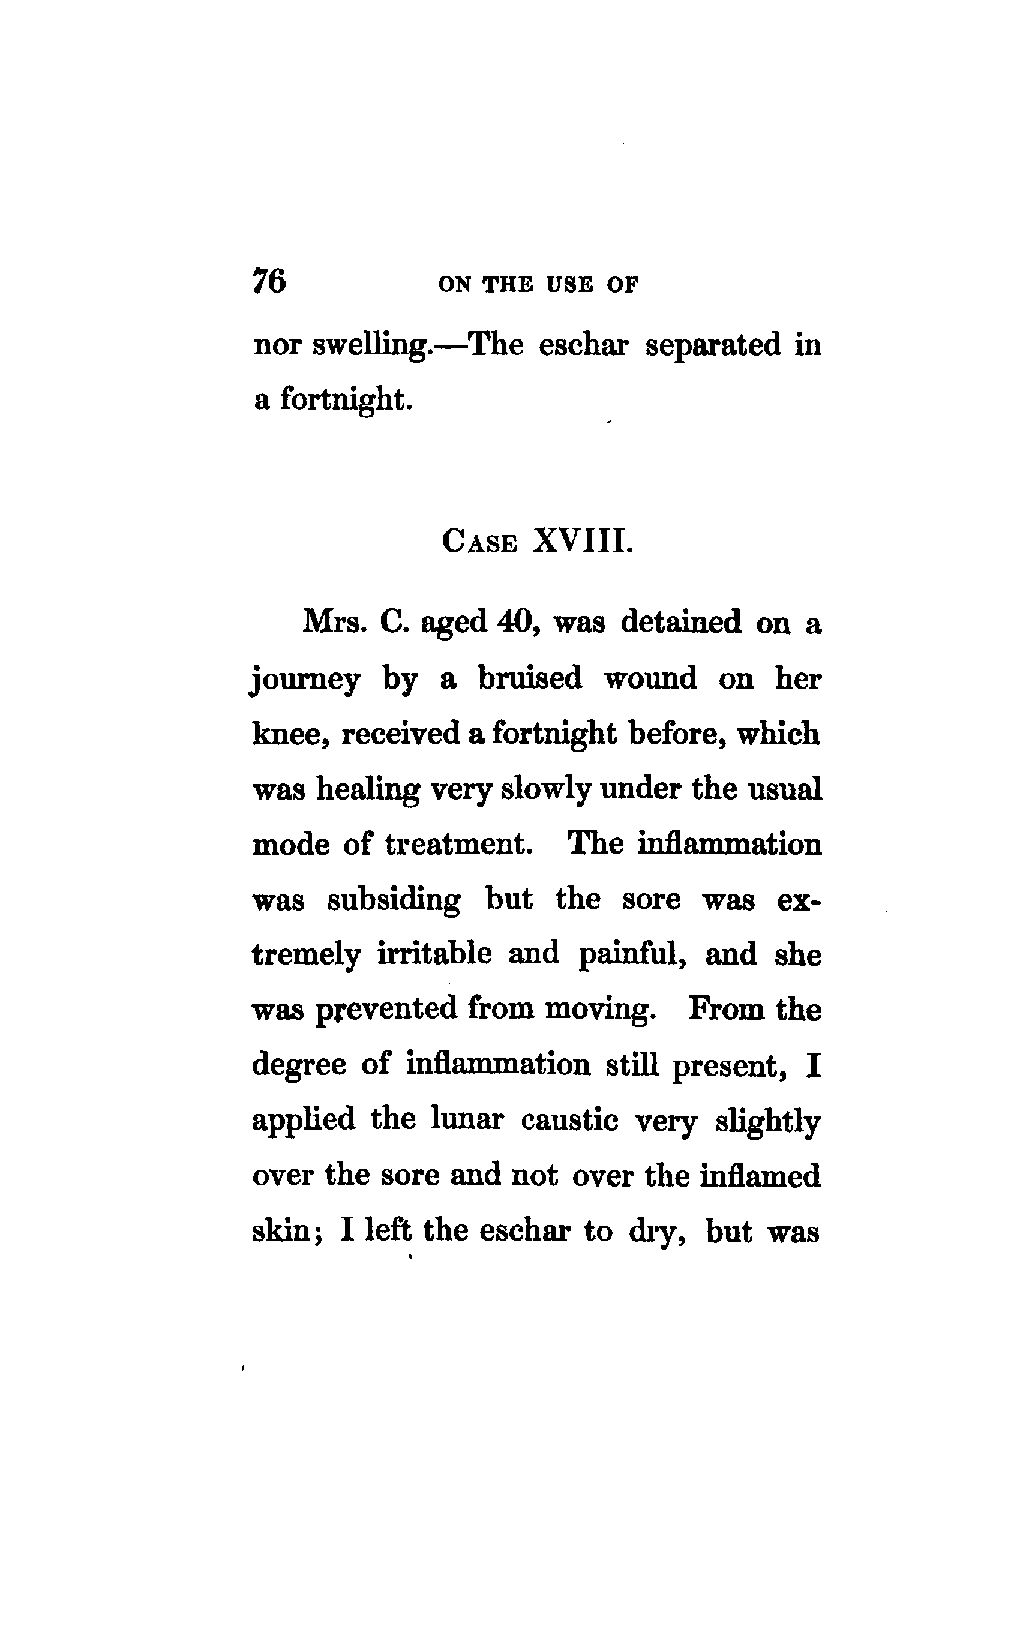 76 ON THE USE OF
nor swelling.—The eschar separated in
a fortnight.
CASE XVIII.
Mrs. C. aged 40, was detained on a
journey by a bruised wound on her
knee, received a fortnight before, which
was healing very slowly under the usual
mode of treatment. The inflammation
was subsiding but the sore was ex-
tremely irritable and painful, and she
was prevented from moving. From the
degree of inflammation still present, I
applied the lunar caustic very slightly
over the sore and not over the inflamed
skin; I left the eschar to dry, but was